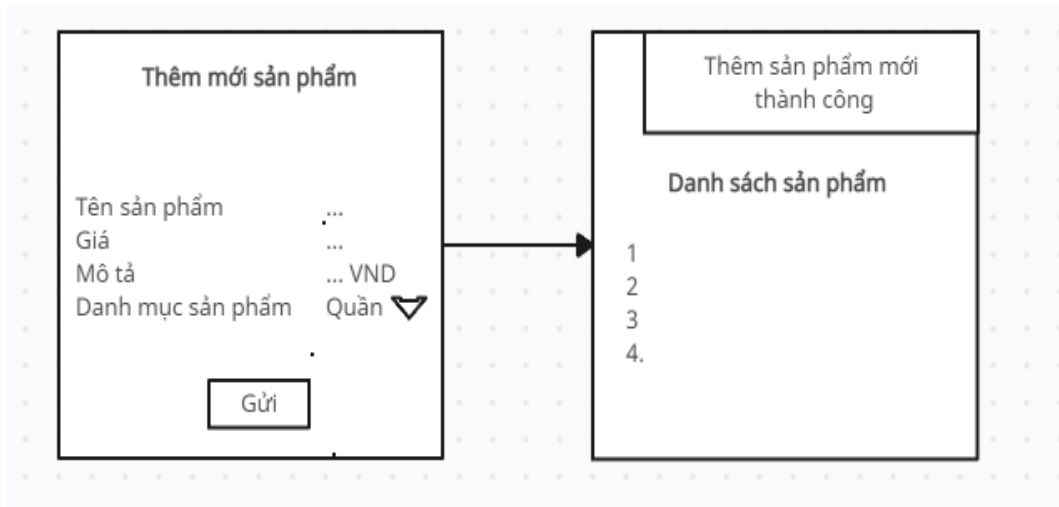 Thêm mới sản phẩm
Tên sản phẩm ...
Giá ...
Mô tả ... VND
Danh mục sản phẩm Quần
Gửi
Thêm sản phẩm mới
thành công
Danh sách sản phẩm
1
2
3
4.